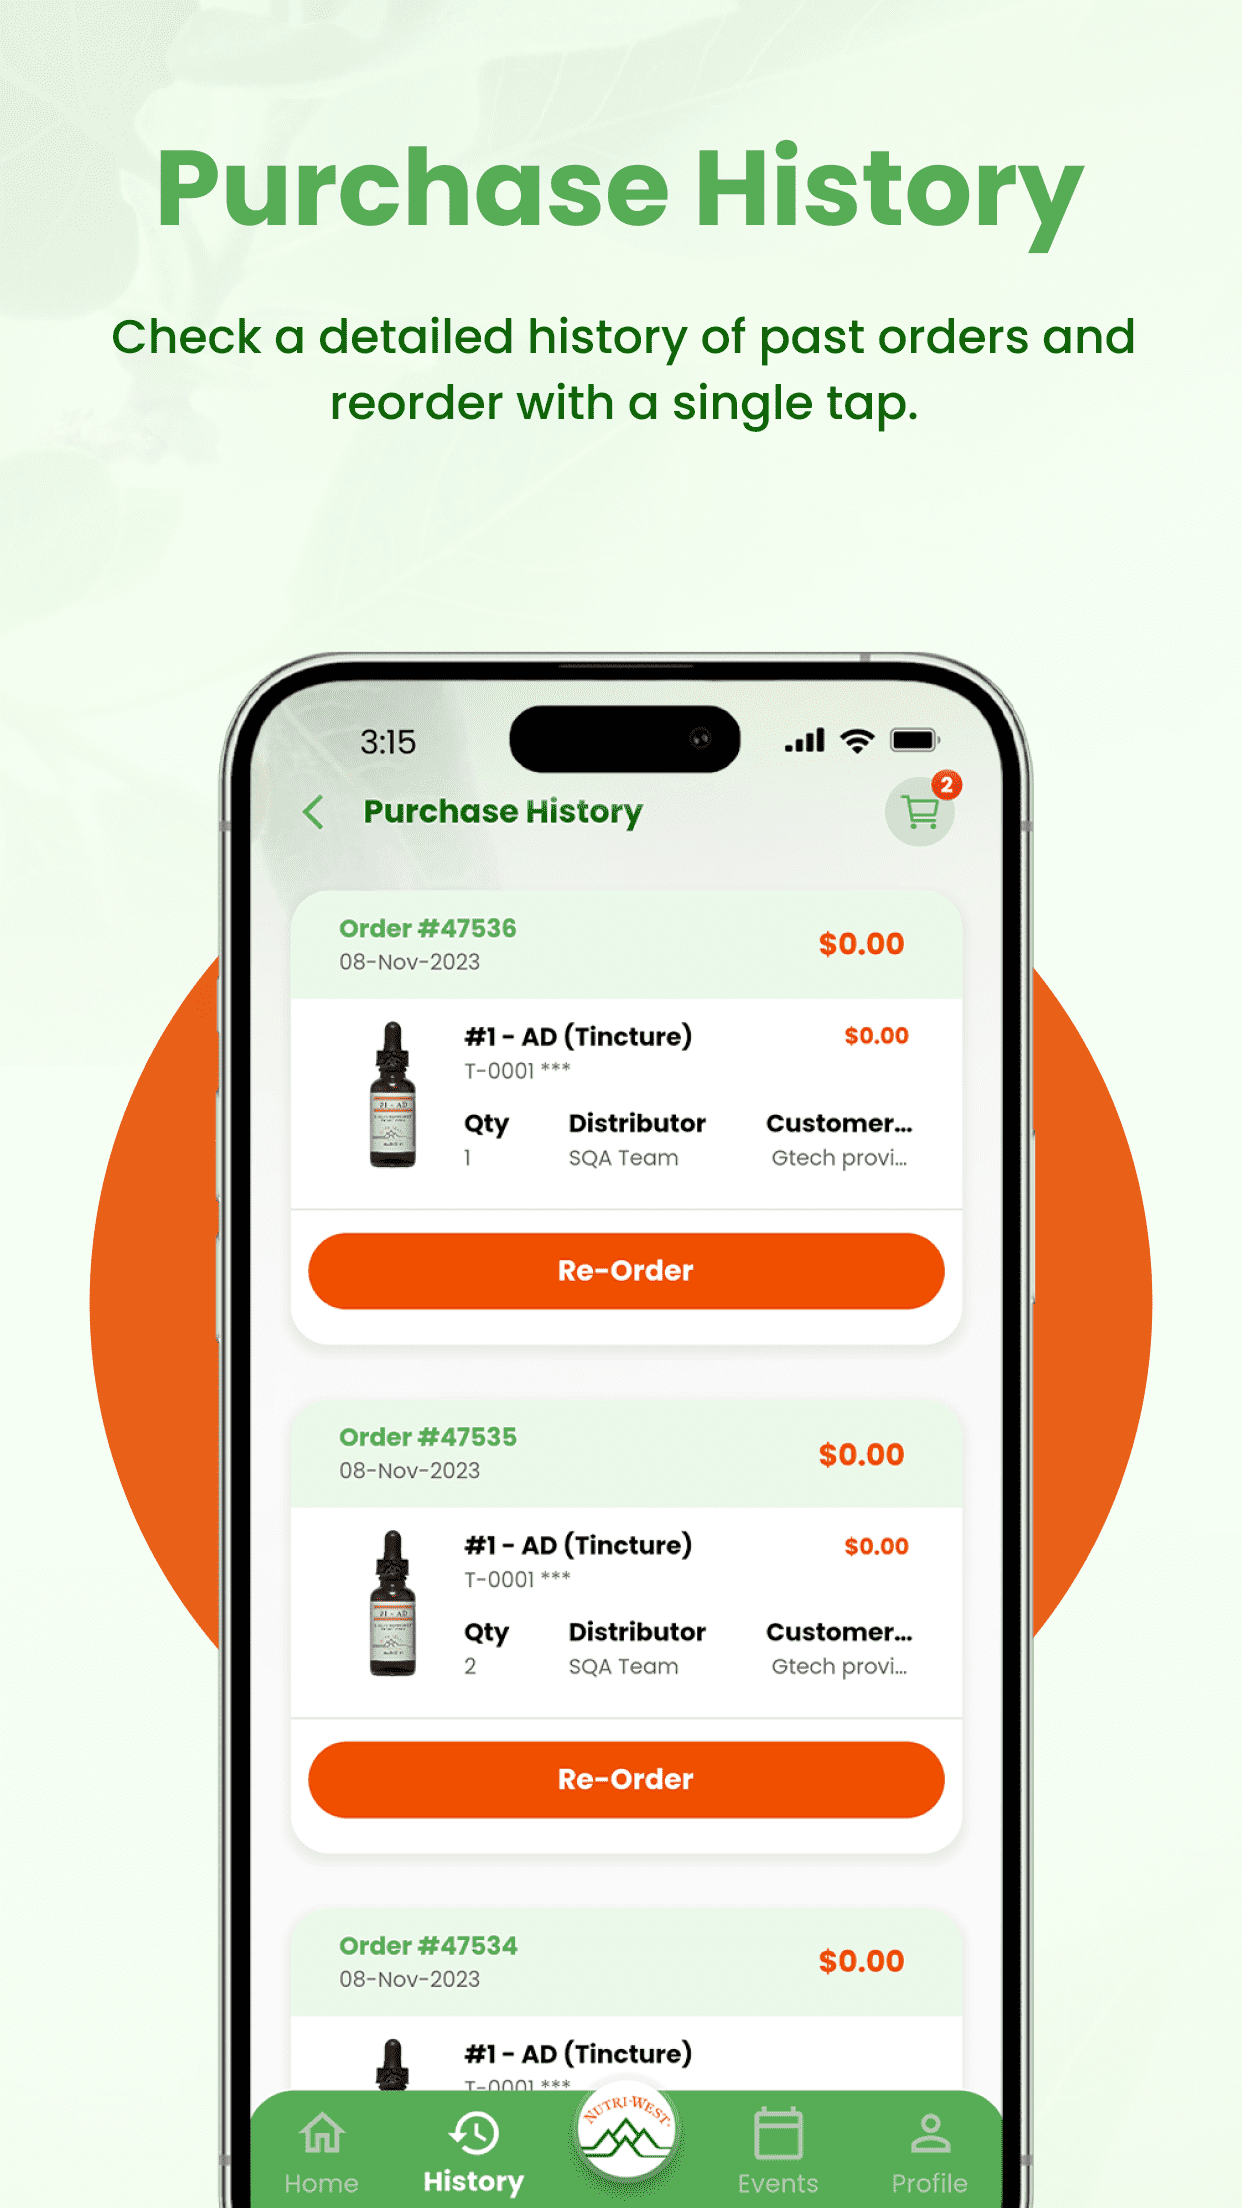 Purchase History
Check a detailed history of past orders and
reorder with a single tap.
3:15
Purchase History
2
Order #47536
08-Nov-2023
$0.00
#1 - AD (Tincture)
$0.00
T-0001 ***
Qty Distributor Customer...
1 SQA Team Gtech provi...
Re-Order
Order #47535
08-Nov-2023
$0.00
#1 - AD (Tincture)
$0.00
T-0001 ***
Qty Distributor Customer...
2 SQA Team Gtech provi...
Re-Order
Order #47534
08-Nov-2023
$0.00
#1 - AD (Tincture)
T-0001 ***
NUTRI-WEST
Home History Events Profile